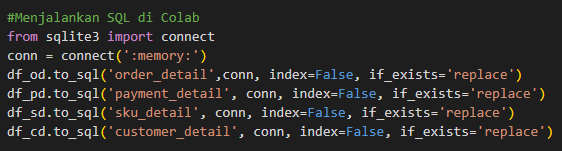 #Menjalankan SQL di Colab
from sqlite3 import connect
conn = connect(':memory:')
df_od.to_sql('order_detail',conn, index=False, if_exists='replace')
df_pd.to_sql('payment_detail', conn, index=False, if_exists='replace')
df_sd.to_sql('sku_detail', conn, index=False, if_exists='replace')
df_cd.to_sql('customer_detail', conn, index=False, if_exists='replace')